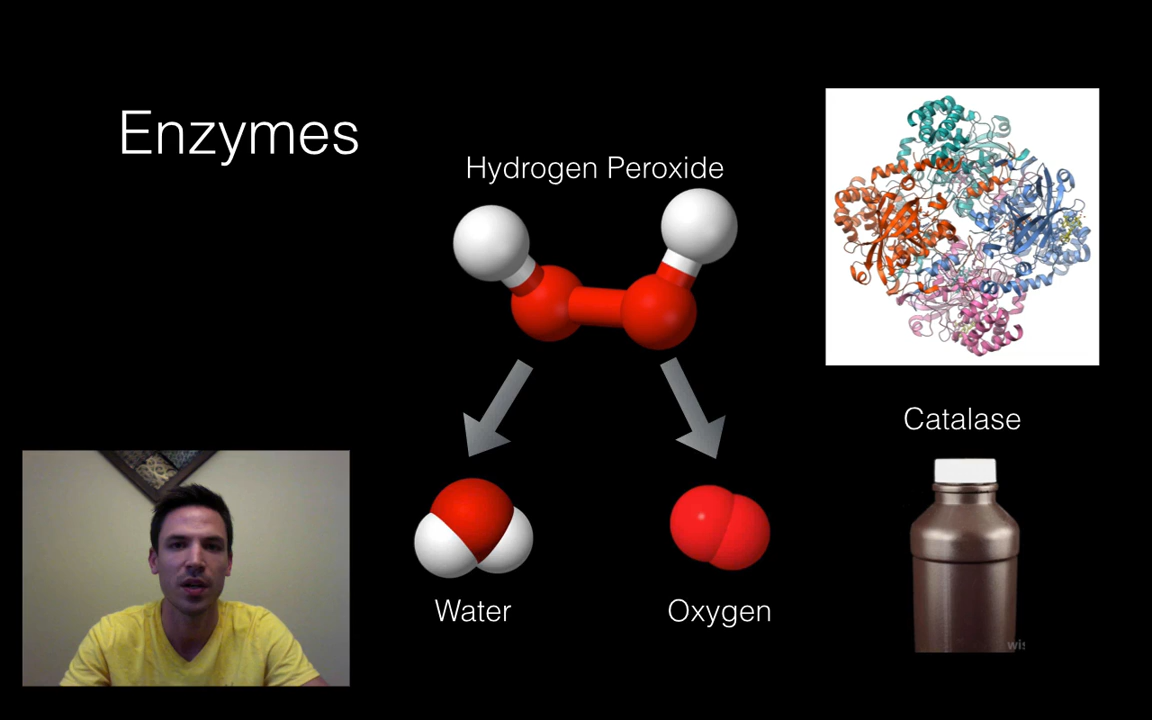 Enzymes
Hydrogen Peroxide
Catalase
Water
Oxygen